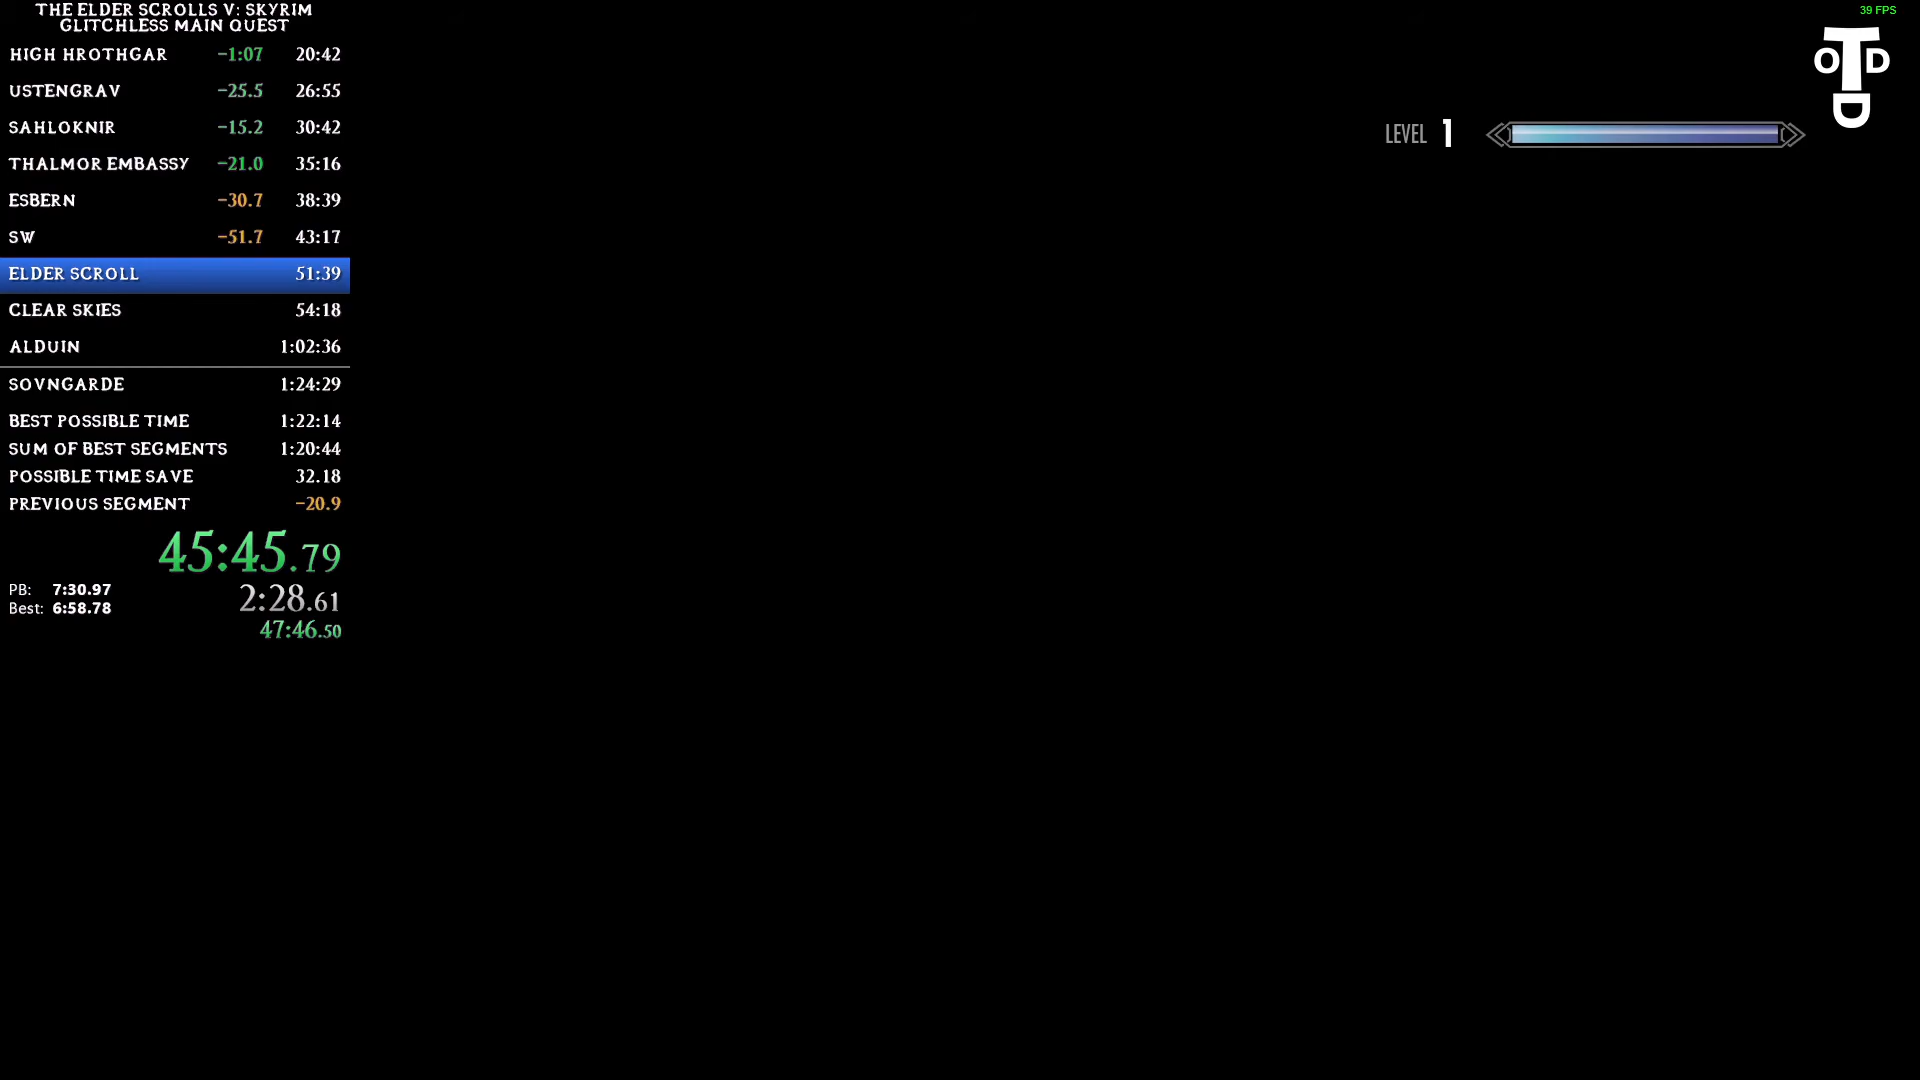 THE ELDER SCROLLS V: SKYRIM
GLITCHLESS MAIN QUEST
HIGH HROTHGAR -1:07 20:42
USTENGRAV -25.5 26:55
SAHLOKNIR -15.2 30:42
THALMOR EMBASSY -21.0 35:16
ESBERN -30.7 38:39
SW -51.7 43:17
ELDER SCROLL 51:39
CLEAR SKIES 54:18
ALDUIN 1:02:36
SOVNGARDE 1:24:29
BEST POSSIBLE TIME 1:22:14
SUM OF BEST SEGMENTS 1:20:44
POSSIBLE TIME SAVE 32.18
PREVIOUS SEGMENT -20.9
45:45.79
PB: 7:30.97 2:28.61
Best: 6:58.78
47:46.50
LEVEL 1
39 FPS
OTDD